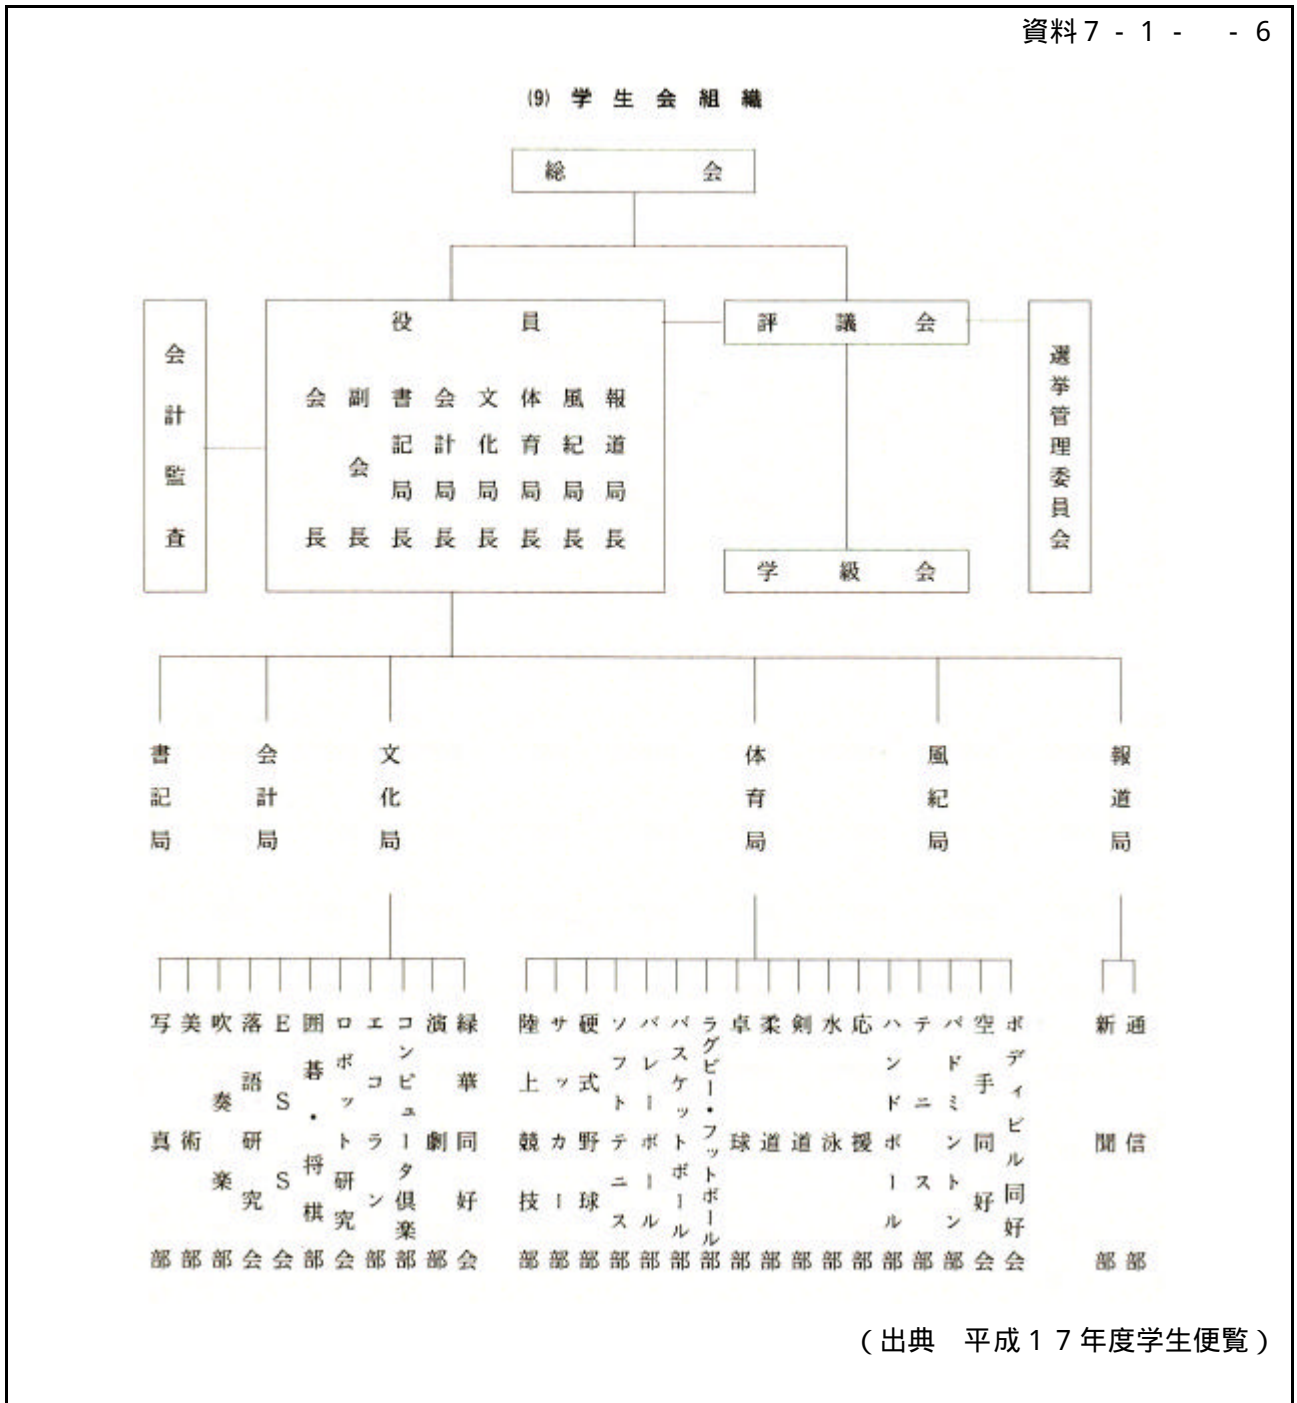 資料７-１-　-６
(9) 学生会組織
総会
役員
会長
副会長
書記局長
会計局長
文化局長
体育局長
風紀局長
報道局長
会計監査
評議会
学級会
選挙管理委員会
書記局
会計局
文化局
体育局
風紀局
報道局
写真部
美術部
吹奏楽部
落語研究会
ESS会
囲碁・将棋部
ロボット研究会
エコラン部
コンピュータ倶楽部
演劇部
緑華同好会
陸上競技部
サッカー部
硬式野球部
ソフトテニス部
バレーボール部
バスケットボール部
ラグビー・フットボール部
卓球部
柔道部
剣道部
水泳部
応援部
ハンドボール部
テニス部
バドミントン部
空手同好会
ボディビル同好会
新聞部
通信部
（出典　平成１７年度学生便覧）